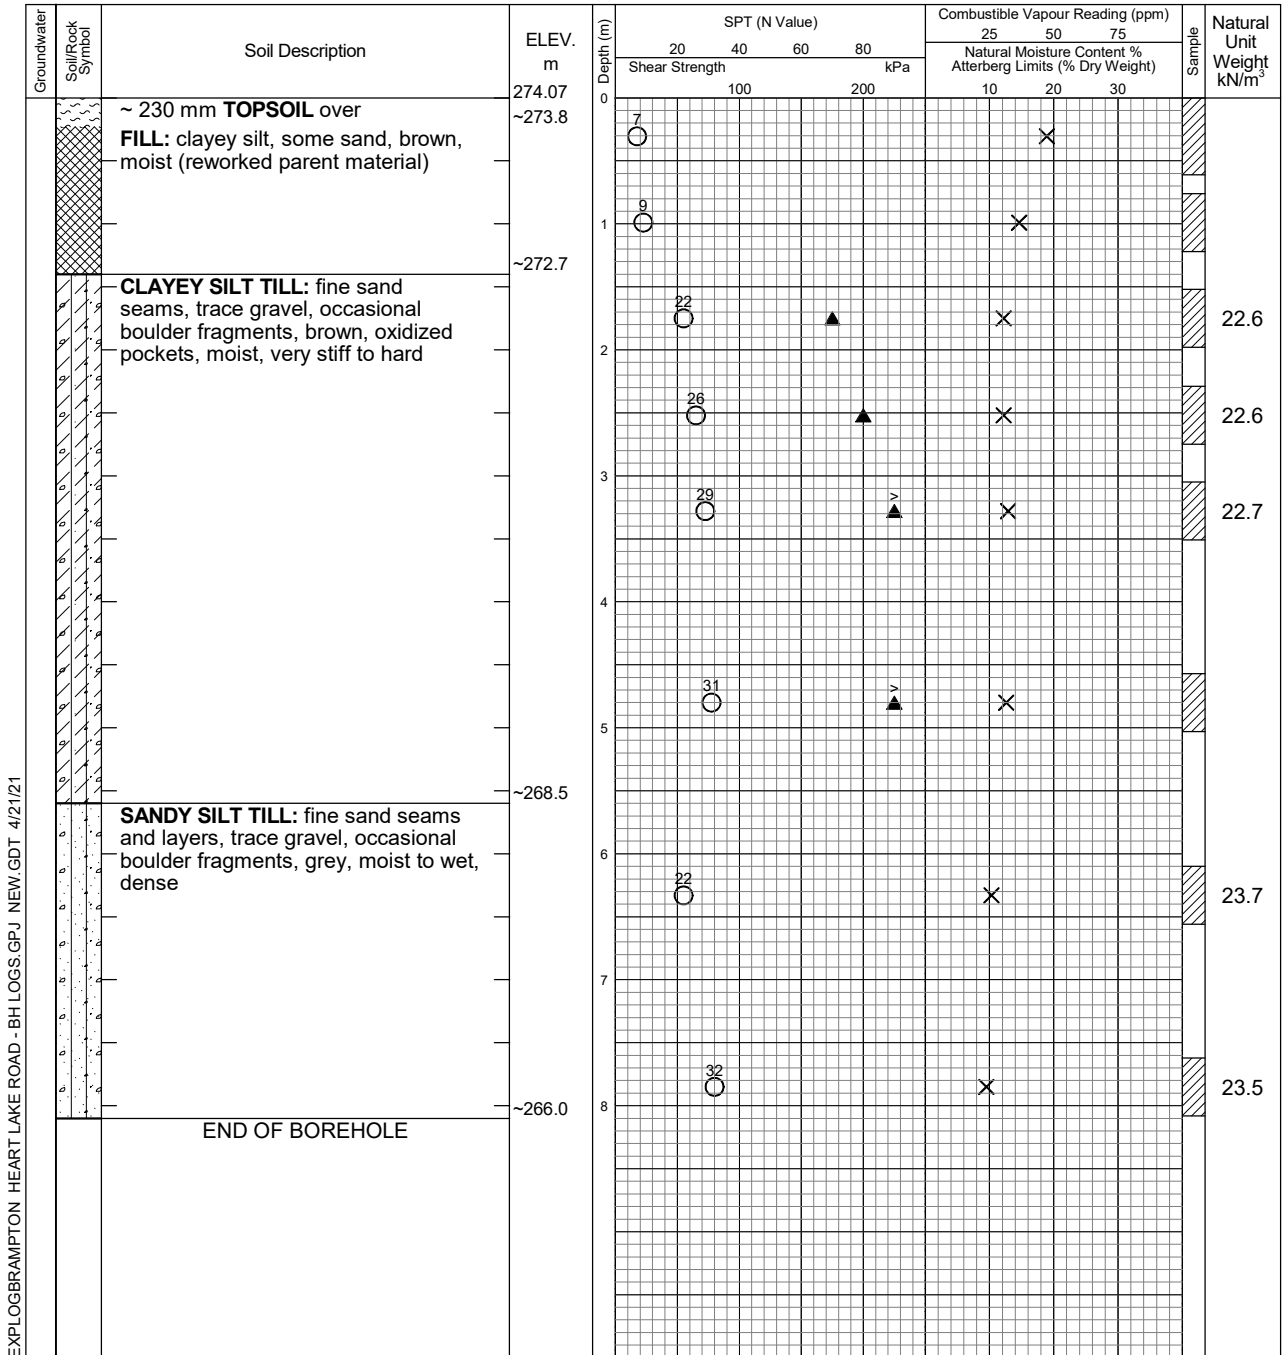 Groundwater
Soil/Rock
Symbol
Soil Description
ELEV.
m
274.07
Depth (m)
SPT (N Value)
20 40 60 80
Shear Strength kPa
100 200
Combustible Vapour Reading (ppm)
25 50 75
Natural Moisture Content %
Atterberg Limits (% Dry Weight)
10 20 30
Sample
Natural
Unit
Weight
kN/m³
0
~ 230 mm TOPSOIL over
~273.8
FILL: clayey silt, some sand, brown,
moist (reworked parent material)
7
9
1
~272.7
CLAYEY SILT TILL: fine sand
seams, trace gravel, occasional
boulder fragments, brown, oxidized
pockets, moist, very stiff to hard
22
22.6
2
26
22.6
3
29
>
22.7
4
31
>
5
~268.5
SANDY SILT TILL: fine sand seams
and layers, trace gravel, occasional
boulder fragments, grey, moist to wet,
dense
6
22
23.7
7
32
23.5
8
~266.0
END OF BOREHOLE
EXPLOGBRAMPTON HEART LAKE ROAD - BH LOGS.GPJ NEW.GDT 4/21/21